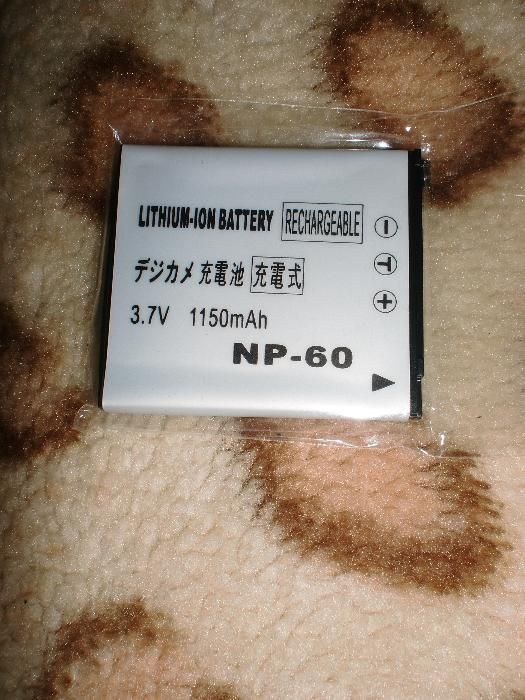 LITHIUM-ION BATTERY RECHARGEABLE
デジカメ 充電池 充電式
3.7V 1150mAh
NP-60
- T +